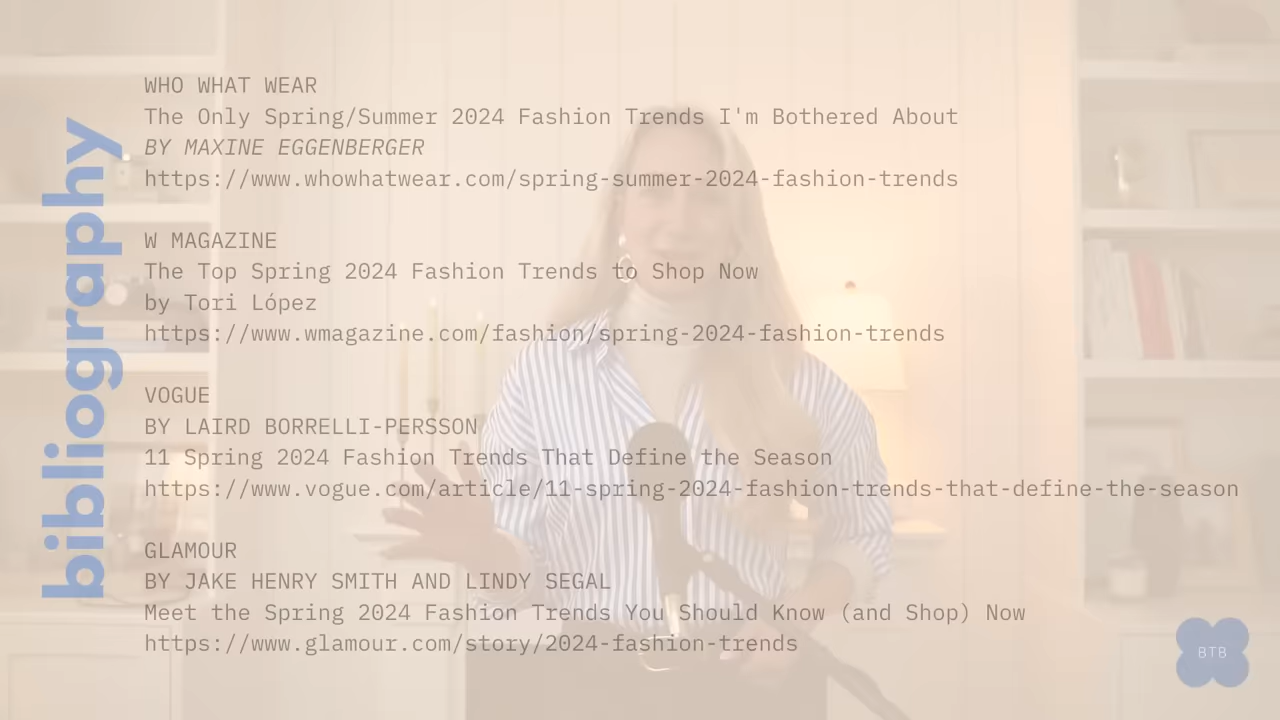 bibliography
WHO WHAT WEAR
The Only Spring/Summer 2024 Fashion Trends I'm Bothered About
BY MAXINE EGGENBERGER
https://www.whowhatwear.com/spring-summer-2024-fashion-trends
W MAGAZINE
The Top Spring 2024 Fashion Trends to Shop Now
by Tori López
https://www.wmagazine.com/fashion/spring-2024-fashion-trends
VOGUE
BY LAIRD BORRELLI-PERSSON
11 Spring 2024 Fashion Trends That Define the Season
https://www.vogue.com/article/11-spring-2024-fashion-trends-that-define-the-season
GLAMOUR
BY JAKE HENRY SMITH AND LINDY SEGAL
Meet the Spring 2024 Fashion Trends You Should Know (and Shop) Now
https://www.glamour.com/story/2024-fashion-trends
BTB